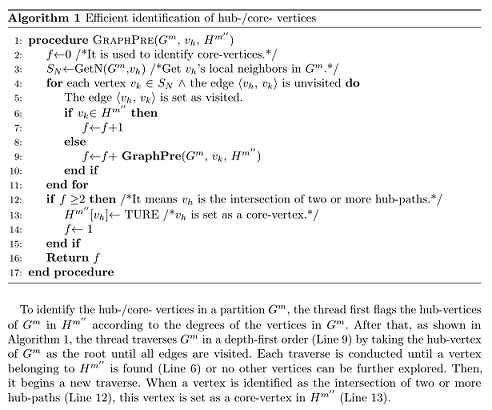 Algorithm 1 Efficient identification of hub-/core- vertices
1: procedure GRAPHPRE(G^m, v_h, H^m'')
2: f←0 /*It is used to identify core-vertices.*/
3: S_N←GetN(G^m,v_h) /*Get v_h's local neighbors in G^m.*/
4: for each vertex v_k ∈ S_N ∧ the edge ⟨v_h, v_k⟩ is unvisited do
5: The edge ⟨v_h, v_k⟩ is set as visited.
6: if v_k∈ H^m'' then
7: f←f+1
8: else
9: f←f+ GraphPre(G^m, v_k, H^m'')
10: end if
11: end for
12: if f ≥2 then /*It means v_h is the intersection of two or more hub-paths.*/
13: H^m''[v_h]← TURE /*v_h is set as a core-vertex.*/
14: f← 1
15: end if
16: Return f
17: end procedure
To identify the hub-/core- vertices in a partition G^m, the thread first flags the hub-vertices
of G^m in H^m'' according to the degrees of the vertices in G^m. After that, as shown in
Algorithm 1, the thread traverses G^m in a depth-first order (Line 9) by taking the hub-vertex
of G^m as the root until all edges are visited. Each traverse is conducted until a vertex
belonging to H^m'' is found (Line 6) or no other vertices can be further explored. Then,
it begins a new traverse. When a vertex is identified as the intersection of two or more
hub-paths (Line 12), this vertex is set as a core-vertex in H^m'' (Line 13).